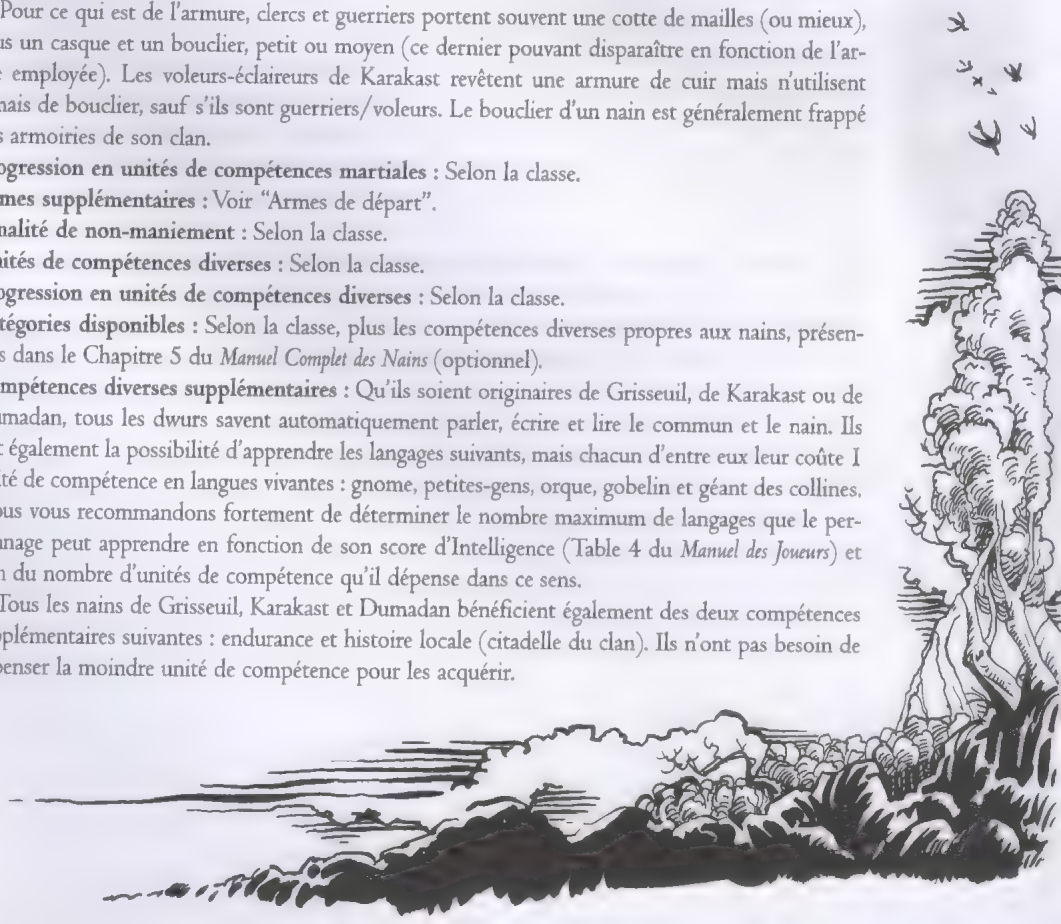 Pour ce qui est de l'armure, clercs et guerriers portent souvent une cotte de mailles (ou mieux),
un casque et un bouclier, petit ou moyen (ce dernier pouvant disparaître en fonction de l'ar-
employée). Les voleurs-éclaireurs de Karakast revêtent une armure de cuir mais n'utilisent
de bouclier, sauf s'ils sont guerriers/voleurs. Le bouclier d'un nain est généralement frappé
armoiries de son clan.
ogression en unités de compétences martiales : Selon la classe.
mes supplémentaires : Voir "Armes de départ".
nalité de non-maniement : Selon la classe.
ités de compétences diverses : Selon la classe.
ogression en unités de compétences diverses : Selon la classe.
tégories disponibles : Selon la classe, plus les compétences diverses propres aux nains, présen-
s dans le Chapitre 5 du Manuel Complet des Nains (optionnel).
mpétences diverses supplémentaires : Qu'ils soient originaires de Grisseuil, de Karakast ou de
umadan, tous les dwurs savent automatiquement parler, écrire et lire le commun et le nain. Ils
également la possibilité d'apprendre les langages suivants, mais chacun d'entre eux leur coûte I
ité de compétence en langues vivantes : gnome, petites-gens, orque, gobelin et géant des collines.
ous vous recommandons fortement de déterminer le nombre maximum de langages que le per-
nnage peut apprendre en fonction de son score d'Intelligence (Table 4 du Manuel des Joueurs) et
n du nombre d'unités de compétence qu'il dépense dans ce sens.
Tous les nains de Grisseuil, Karakast et Dumadan bénéficient également des deux compétences
pplémentaires suivantes : endurance et histoire locale (citadelle du clan). Ils n'ont pas besoin de
penser la moindre unité de compétence pour les acquérir.